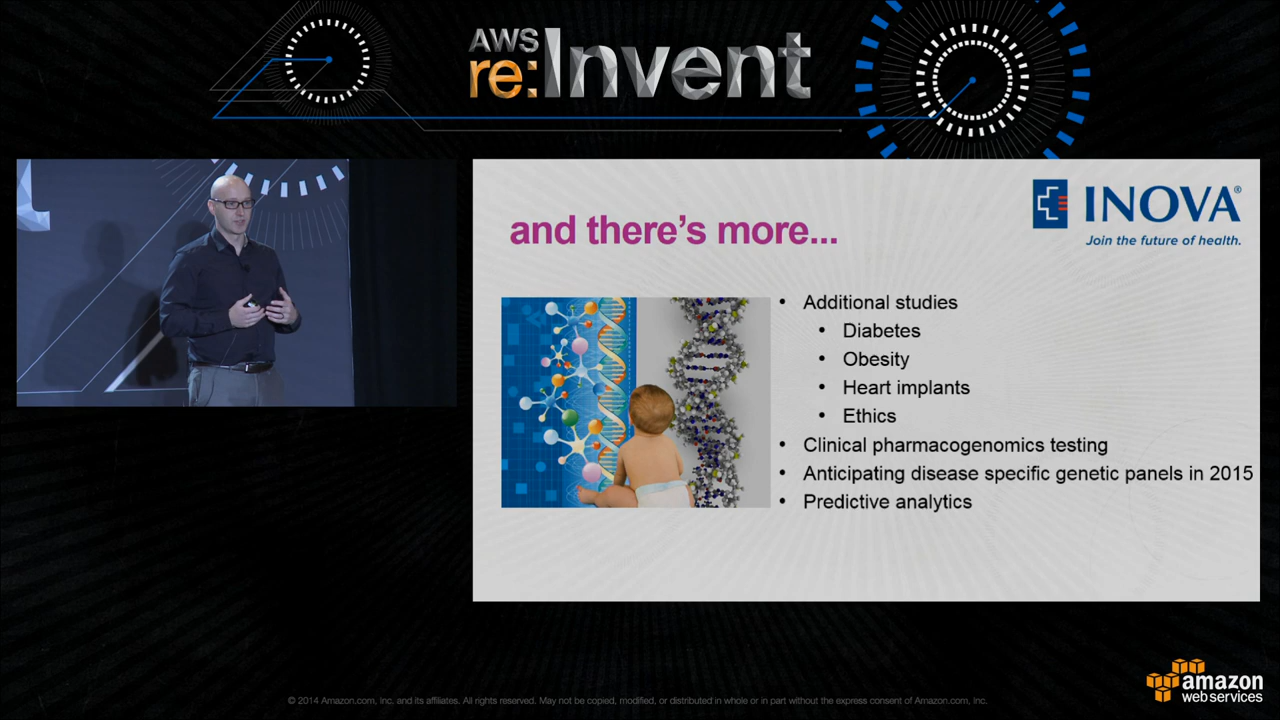 AWS
re:Invent
and there's more...
INOVA®
Join the future of health.
• Additional studies
• Diabetes
• Obesity
• Heart implants
• Ethics
• Clinical pharmacogenomics testing
• Anticipating disease specific genetic panels in 2015
• Predictive analytics
amazon
web services
© 2014 Amazon.com, Inc. and its affiliates. All rights reserved. May not be copied, modified, or distributed in whole or in part without the express consent of Amazon.com, Inc.